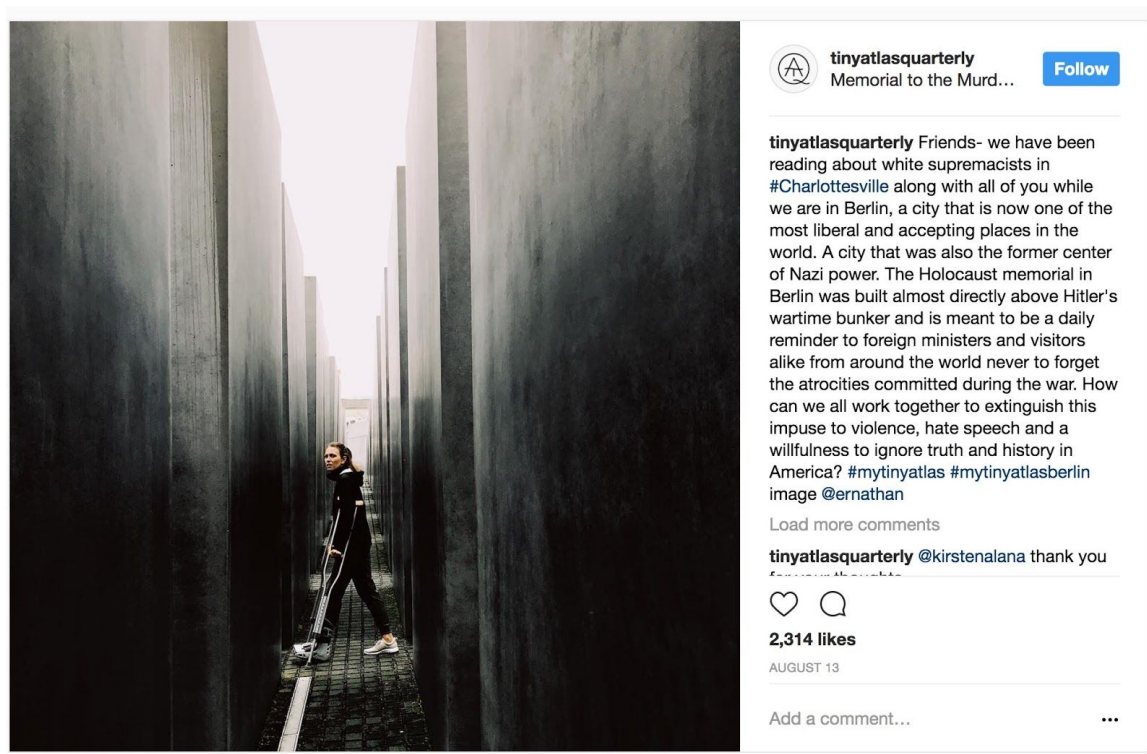 tinyatlasquarterly
Memorial to the Murd...
Follow
tinyatlasquarterly Friends- we have been
reading about white supremacists in
#Charlottesville along with all of you while
we are in Berlin, a city that is now one of the
most liberal and accepting places in the
world. A city that was also the former center
of Nazi power. The Holocaust memorial in
Berlin was built almost directly above Hitler's
wartime bunker and is meant to be a daily
reminder to foreign ministers and visitors
alike from around the world never to forget
the atrocities committed during the war. How
can we all work together to extinguish this
impuse to violence, hate speech and a
willfulness to ignore truth and history in
America? #mytinyatlas #mytinyatlasberlin
image @ernathan
Load more comments
tinyatlasquarterly @kirstenalana thank you
2,314 likes
AUGUST 13
Add a comment...